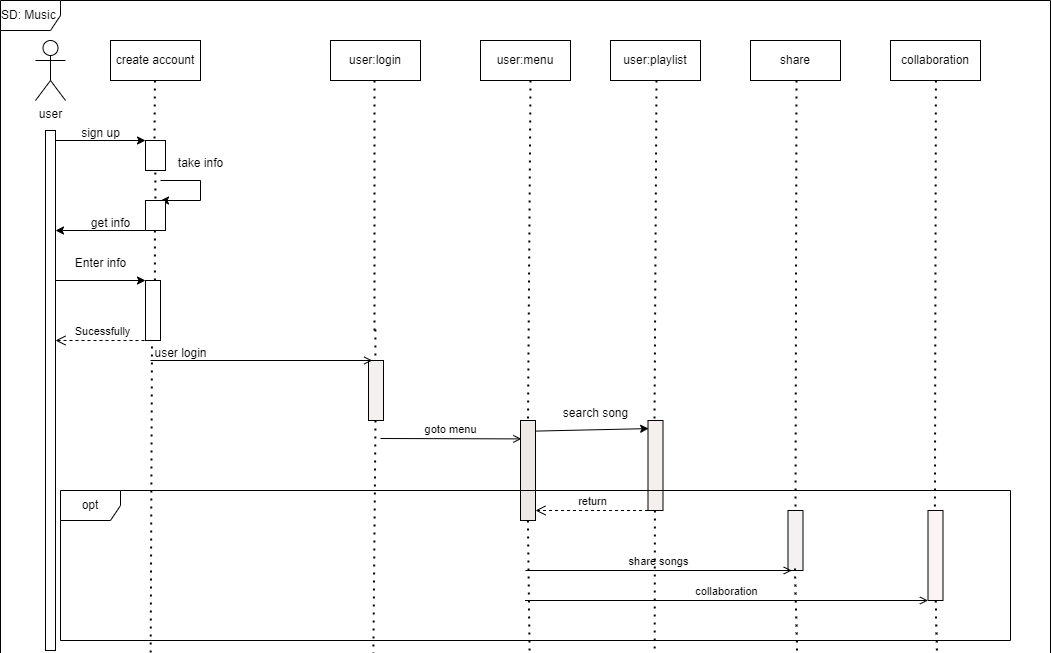 SD: Music
create account
user:login
user:menu
user:playlist
share
collaboration
user
sign up
take info
get info
Enter info
Sucessfully
user login
search song
goto menu
opt
return
share songs
collaboration